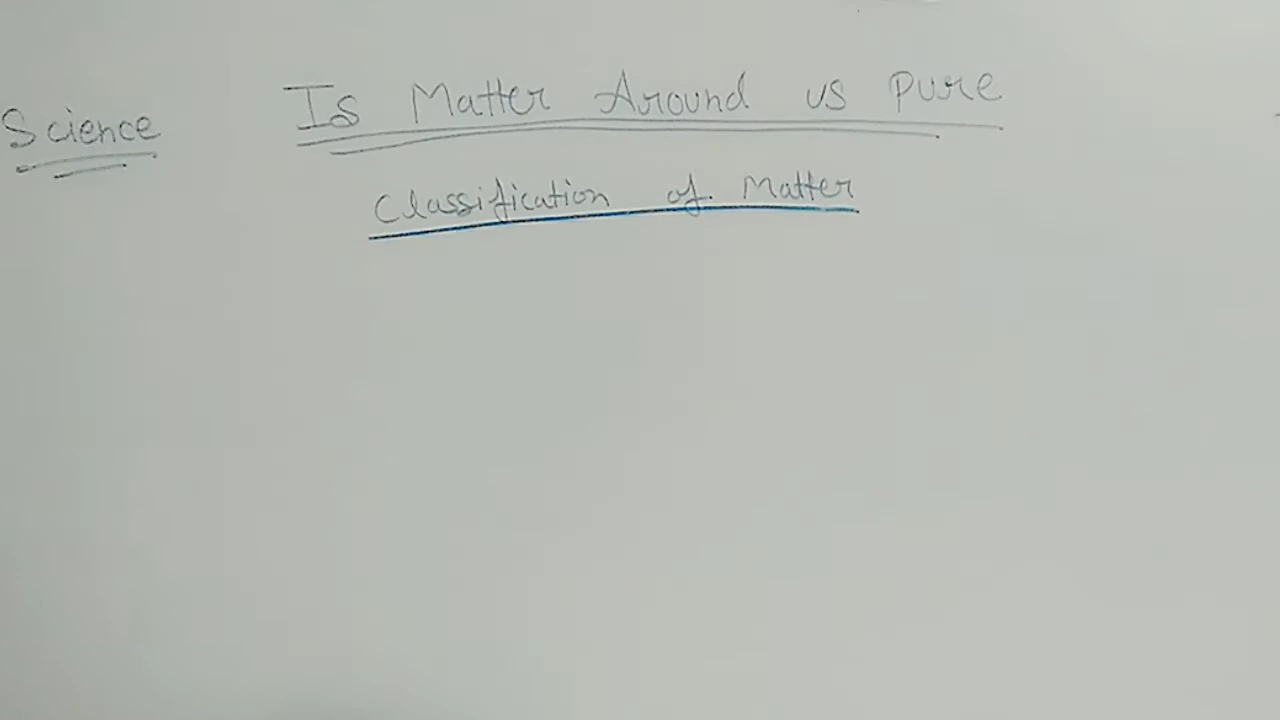 Is Matter Around us Pure
Science
Classification of Matter